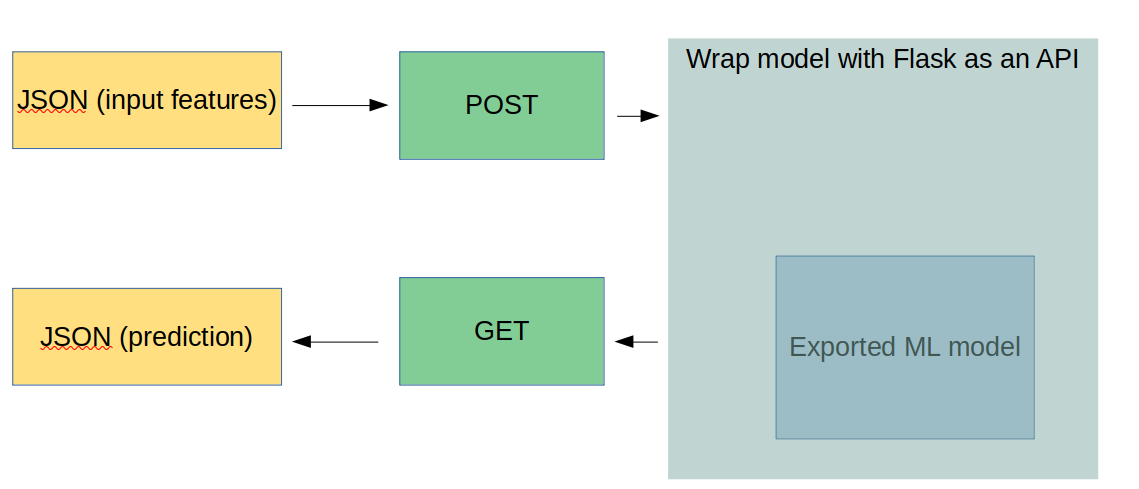 Wrap model with Flask as an API
JSON (input features)
POST
JSON (prediction)
GET
Exported ML model